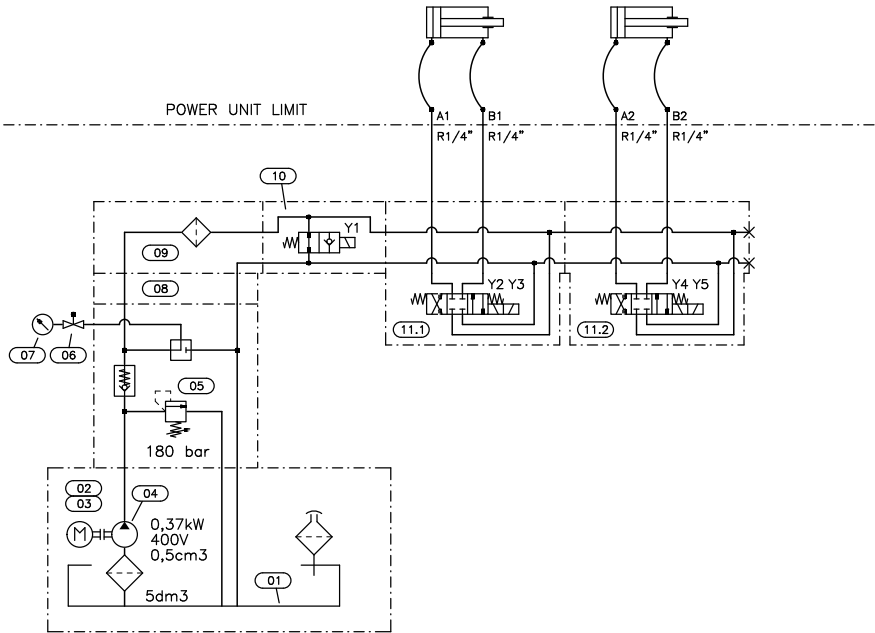 POWER UNIT LIMIT
A1 B1 A2 B2
R1/4" R1/4" R1/4" R1/4"
10
Y1
09
08
Y2 Y3 Y4 Y5
11.1 11.2
07 06
05
180 bar
02
03
04
M
0,37kW
400V
0,5cm3
01
5dm3